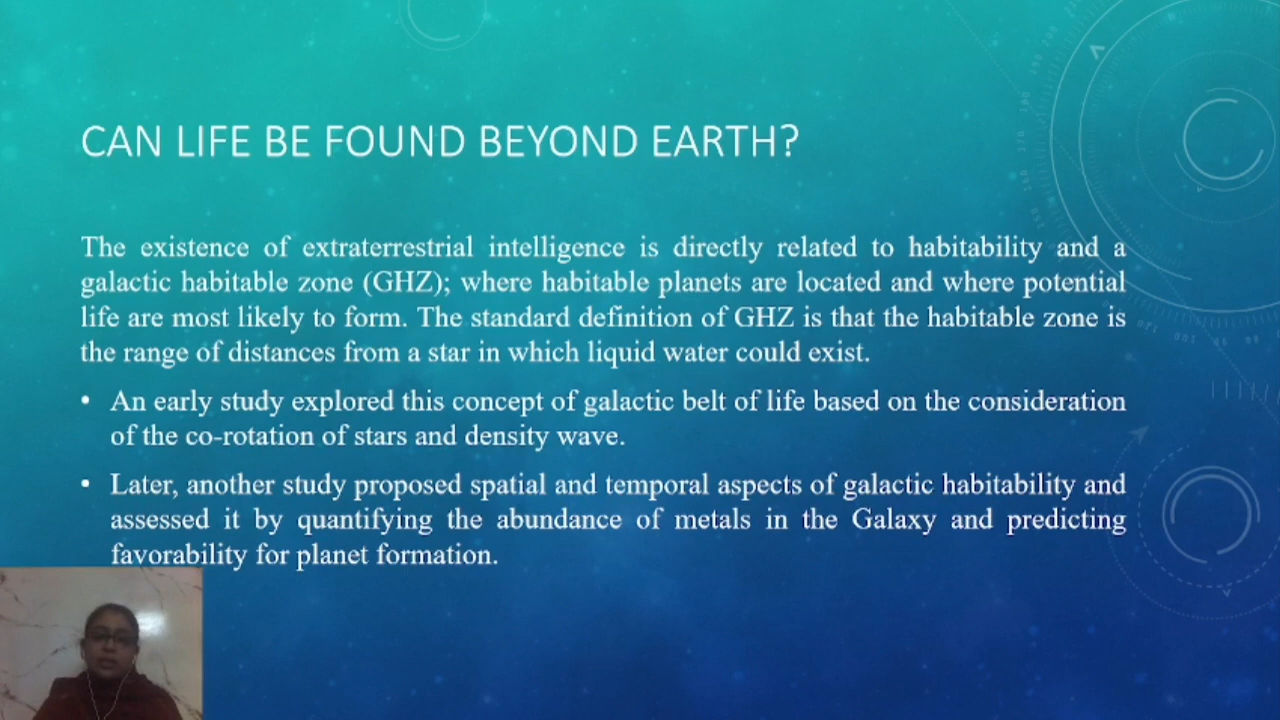 CAN LIFE BE FOUND BEYOND EARTH?
The existence of extraterrestrial intelligence is directly related to habitability and a
galactic habitable zone (GHZ); where habitable planets are located and where potential
life are most likely to form. The standard definition of GHZ is that the habitable zone is
the range of distances from a star in which liquid water could exist.
• An early study explored this concept of galactic belt of life based on the consideration
of the co-rotation of stars and density wave.
• Later, another study proposed spatial and temporal aspects of galactic habitability and
assessed it by quantifying the abundance of metals in the Galaxy and predicting
favorability for planet formation.